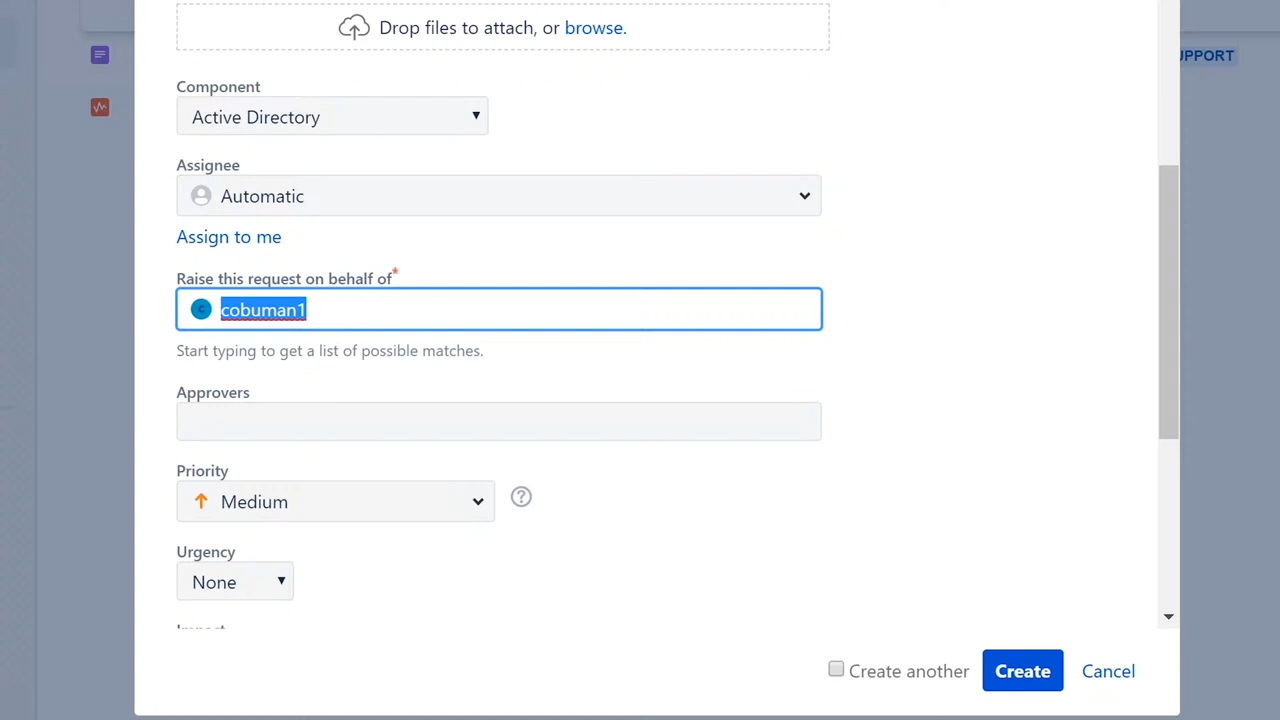 Drop files to attach, or browse.
UPPORT
Component
Active Directory
Assignee
Automatic
Assign to me
Raise this request on behalf of*
C cobuman1
Start typing to get a list of possible matches.
Approvers
Priority
Medium
Urgency
None
Impact
Create another Create Cancel